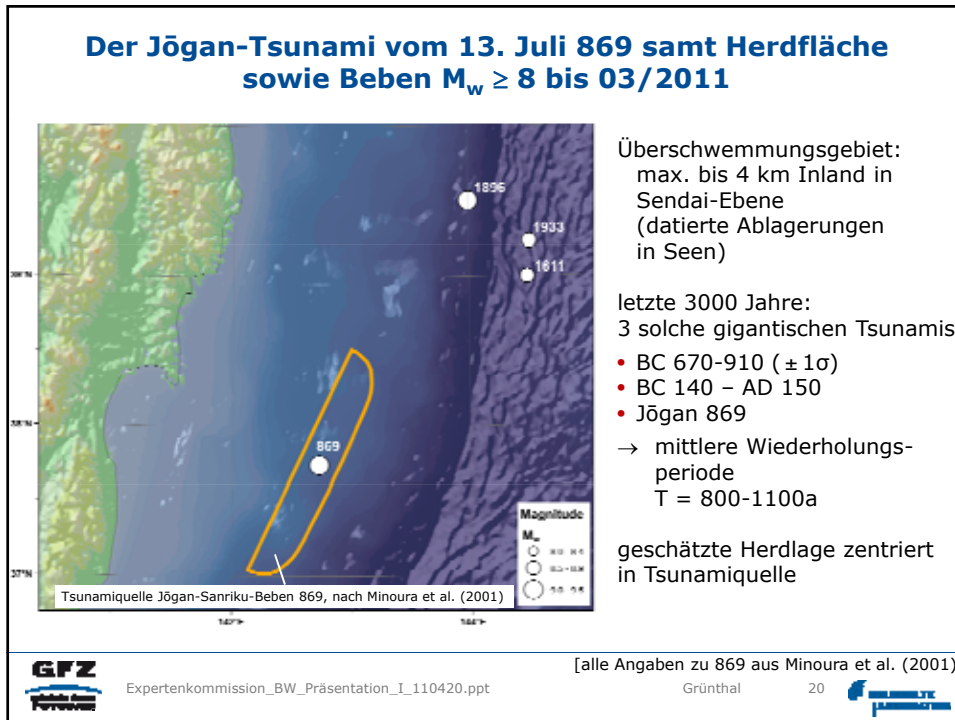 Der Jōgan-Tsunami vom 13. Juli 869 samt Herdfläche
sowie Beben Mw ≥ 8 bis 03/2011
1896
1933
1611
869
38°N
37°N
142°E
144°E
Magnitude
Mw
Tsunamiquelle Jōgan-Sanriku-Beben 869, nach Minoura et al. (2001)
Überschwemmungsgebiet:
max. bis 4 km Inland in
Sendai-Ebene
(datierte Ablagerungen
in Seen)
letzte 3000 Jahre:
3 solche gigantischen Tsunamis
• BC 670-910 ( ± 1σ)
• BC 140 – AD 150
• Jōgan 869
→ mittlere Wiederholungs-
periode
T = 800-1100a
geschätzte Herdlage zentriert
in Tsunamiquelle
[alle Angaben zu 869 aus Minoura et al. (2001)
GFZ
Expertenkommission_BW_Präsentation_I_110420.ppt
Grünthal
20